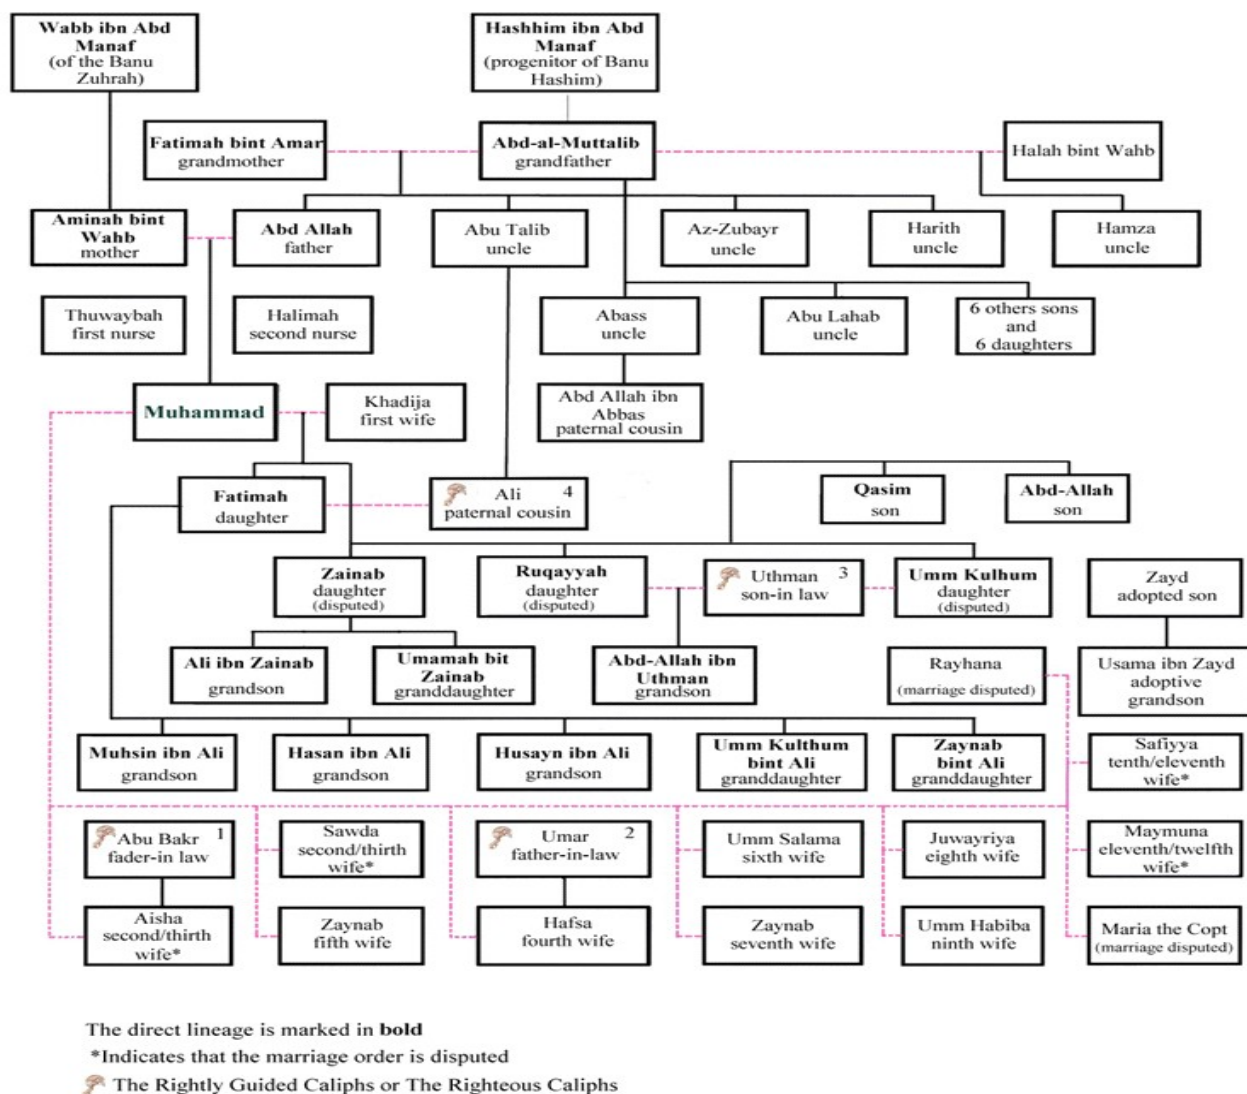 Wabb ibn Abd
Manaf
(of the Banu
Zuhrah)
Hashhim ibn Abd
Manaf
(progenitor of Banu
Hashim)
Fatimah bint Amar
grandmother
Abd-al-Muttalib
grandfather
Halah bint Wahb
Aminah bint
Wahb
mother
Abd Allah
father
Abu Talib
uncle
Az-Zubayr
uncle
Harith
uncle
Hamza
uncle
Thuwaybah
first nurse
Halimah
second nurse
Abass
uncle
Abu Lahab
uncle
6 others sons
and
6 daughters
Muhammad
Khadija
first wife
Abd Allah ibn
Abbas
paternal cousin
Fatimah
daughter
Ali 4
paternal cousin
Qasim
son
Abd-Allah
son
Zainab
daughter
(disputed)
Ruqayyah
daughter
(disputed)
Uthman 3
son-in law
Umm Kulhum
daughter
(disputed)
Zayd
adopted son
Ali ibn Zainab
grandson
Umamah bit
Zainab
granddaughter
Abd-Allah ibn
Uthman
grandson
Rayhana
(marriage disputed)
Usama ibn Zayd
adoptive
grandson
Muhsin ibn Ali
grandson
Hasan ibn Ali
grandson
Husayn ibn Ali
grandson
Umm Kulthum
bint Ali
granddaughter
Zaynab
bint Ali
granddaughter
Safiyya
tenth/eleventh
wife*
Abu Bakr 1
fader-in law
Sawda
second/thirth
wife*
Umar 2
father-in-law
Umm Salama
sixth wife
Juwayriya
eighth wife
Maymuna
eleventh/twelfth
wife*
Aisha
second/thirth
wife*
Zaynab
fifth wife
Hafsa
fourth wife
Zaynab
seventh wife
Umm Habiba
ninth wife
Maria the Copt
(marriage disputed)
The direct lineage is marked in bold
*Indicates that the marriage order is disputed
The Rightly Guided Caliphs or The Righteous Caliphs